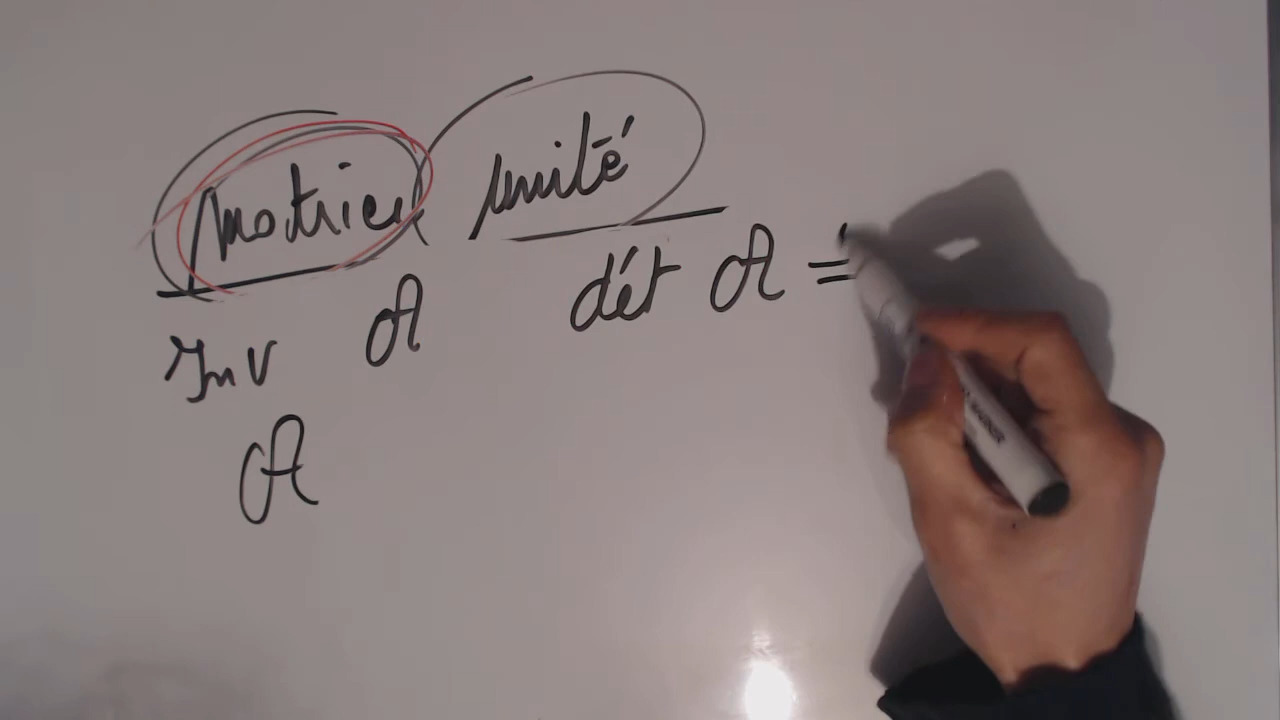 Matrice unité
Inv A dét A =
A